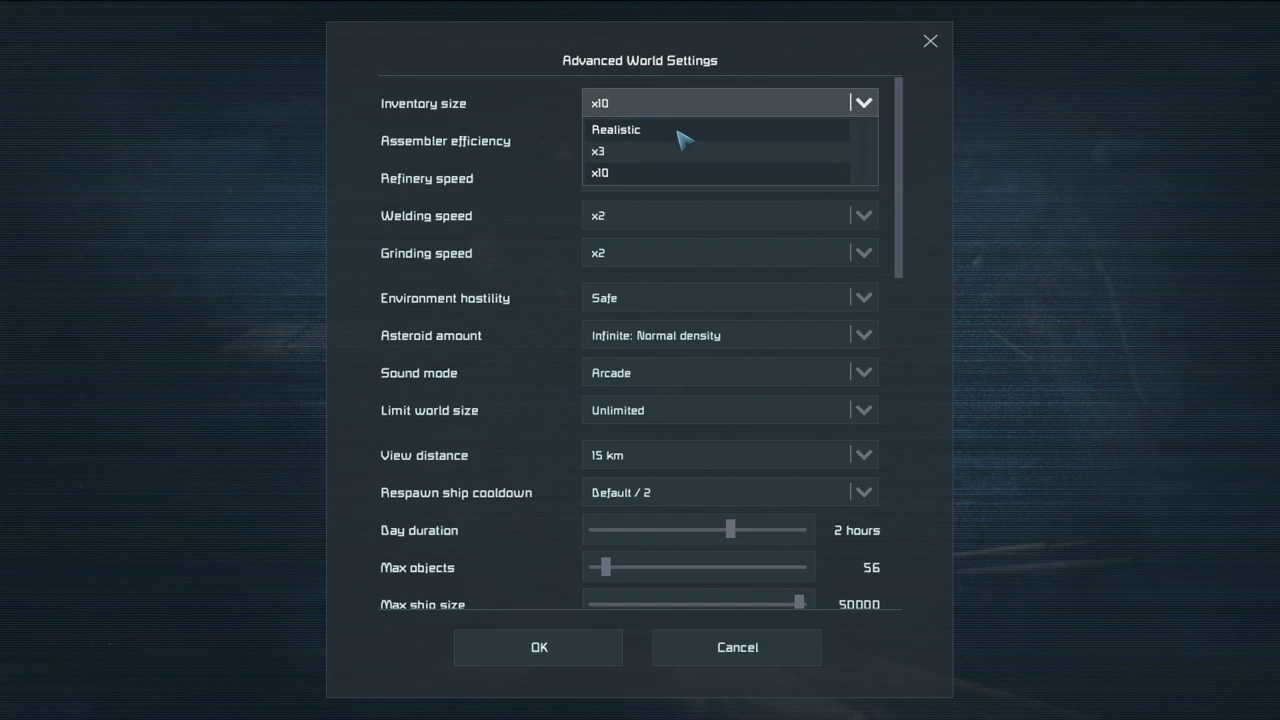 Advanced World Settings
Inventory size x10
Realistic
Assembler efficiency
x3
x10
Refinery speed
Welding speed x2
Grinding speed x2
Environment hostility Safe
Asteroid amount Infinite: Normal density
Sound mode Arcade
Limit world size Unlimited
View distance 15 km
Respawn ship cooldown Default / 2
Day duration 2 hours
Max objects 56
Max ship size 50000
OK Cancel